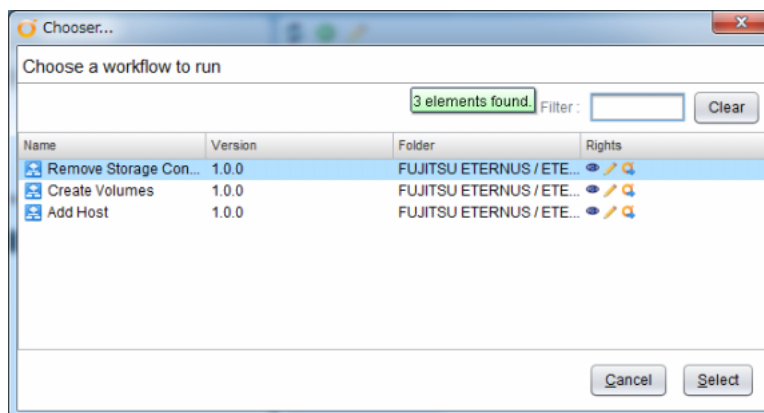 Chooser...
Choose a workflow to run
3 elements found. Filter : Clear
Name Version Folder Rights
Remove Storage Con... 1.0.0 FUJITSU ETERNUS / ETE...
Create Volumes 1.0.0 FUJITSU ETERNUS / ETE...
Add Host 1.0.0 FUJITSU ETERNUS / ETE...
Cancel Select